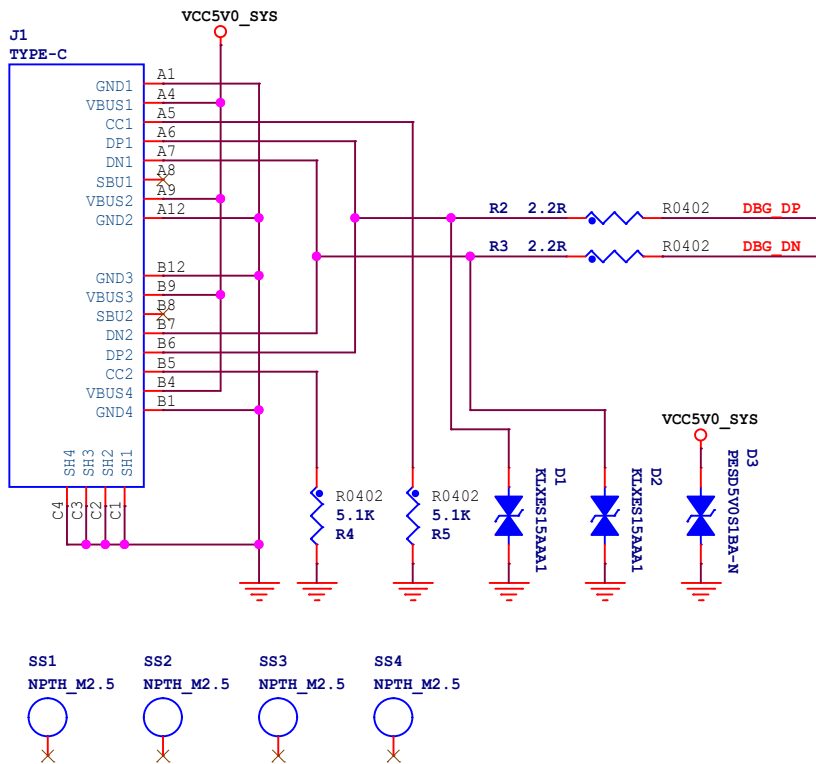 VCC5V0_SYS
J1
TYPE-C
GND1 A1
VBUS1 A4
CC1 A5
DP1 A6
DN1 A7
SBU1 A8
VBUS2 A9
GND2 A12
GND3 B12
VBUS3 B9
SBU2 B8
DN2 B7
DP2 B6
CC2 B5
VBUS4 B4
GND4 B1
SH4
SH3
SH2
SH1
C4
C3
C2
C1
R2 2.2R R0402 DBG_DP
R3 2.2R R0402 DBG_DN
R0402
5.1K
R4
R0402
5.1K
R5
D1
KLXES15AAA1
D2
KLXES15AAA1
VCC5V0_SYS
D3
PESD5V0S1BA-N
SS1 SS2 SS3 SS4
NPTH_M2.5 NPTH_M2.5 NPTH_M2.5 NPTH_M2.5